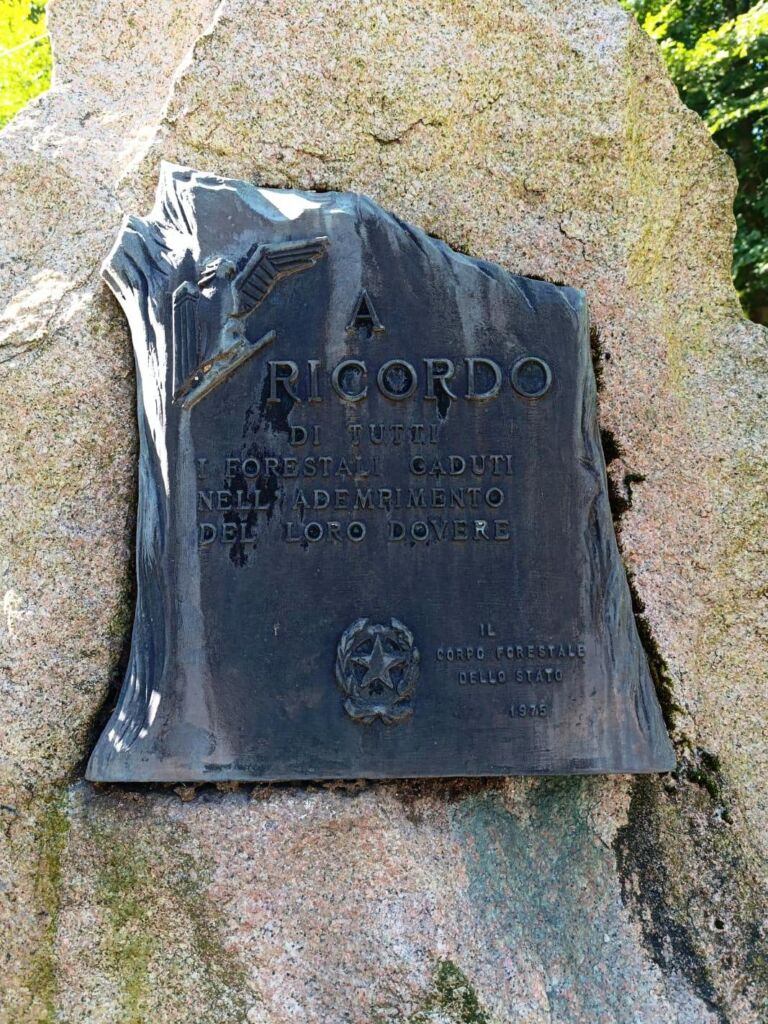 A
RICORDO
DI TUTTI
I FORESTALI CADUTI
NELL'ADEMPIMENTO
DEL LORO DOVERE
IL
CORPO FORESTALE
DELLO STATO
1975